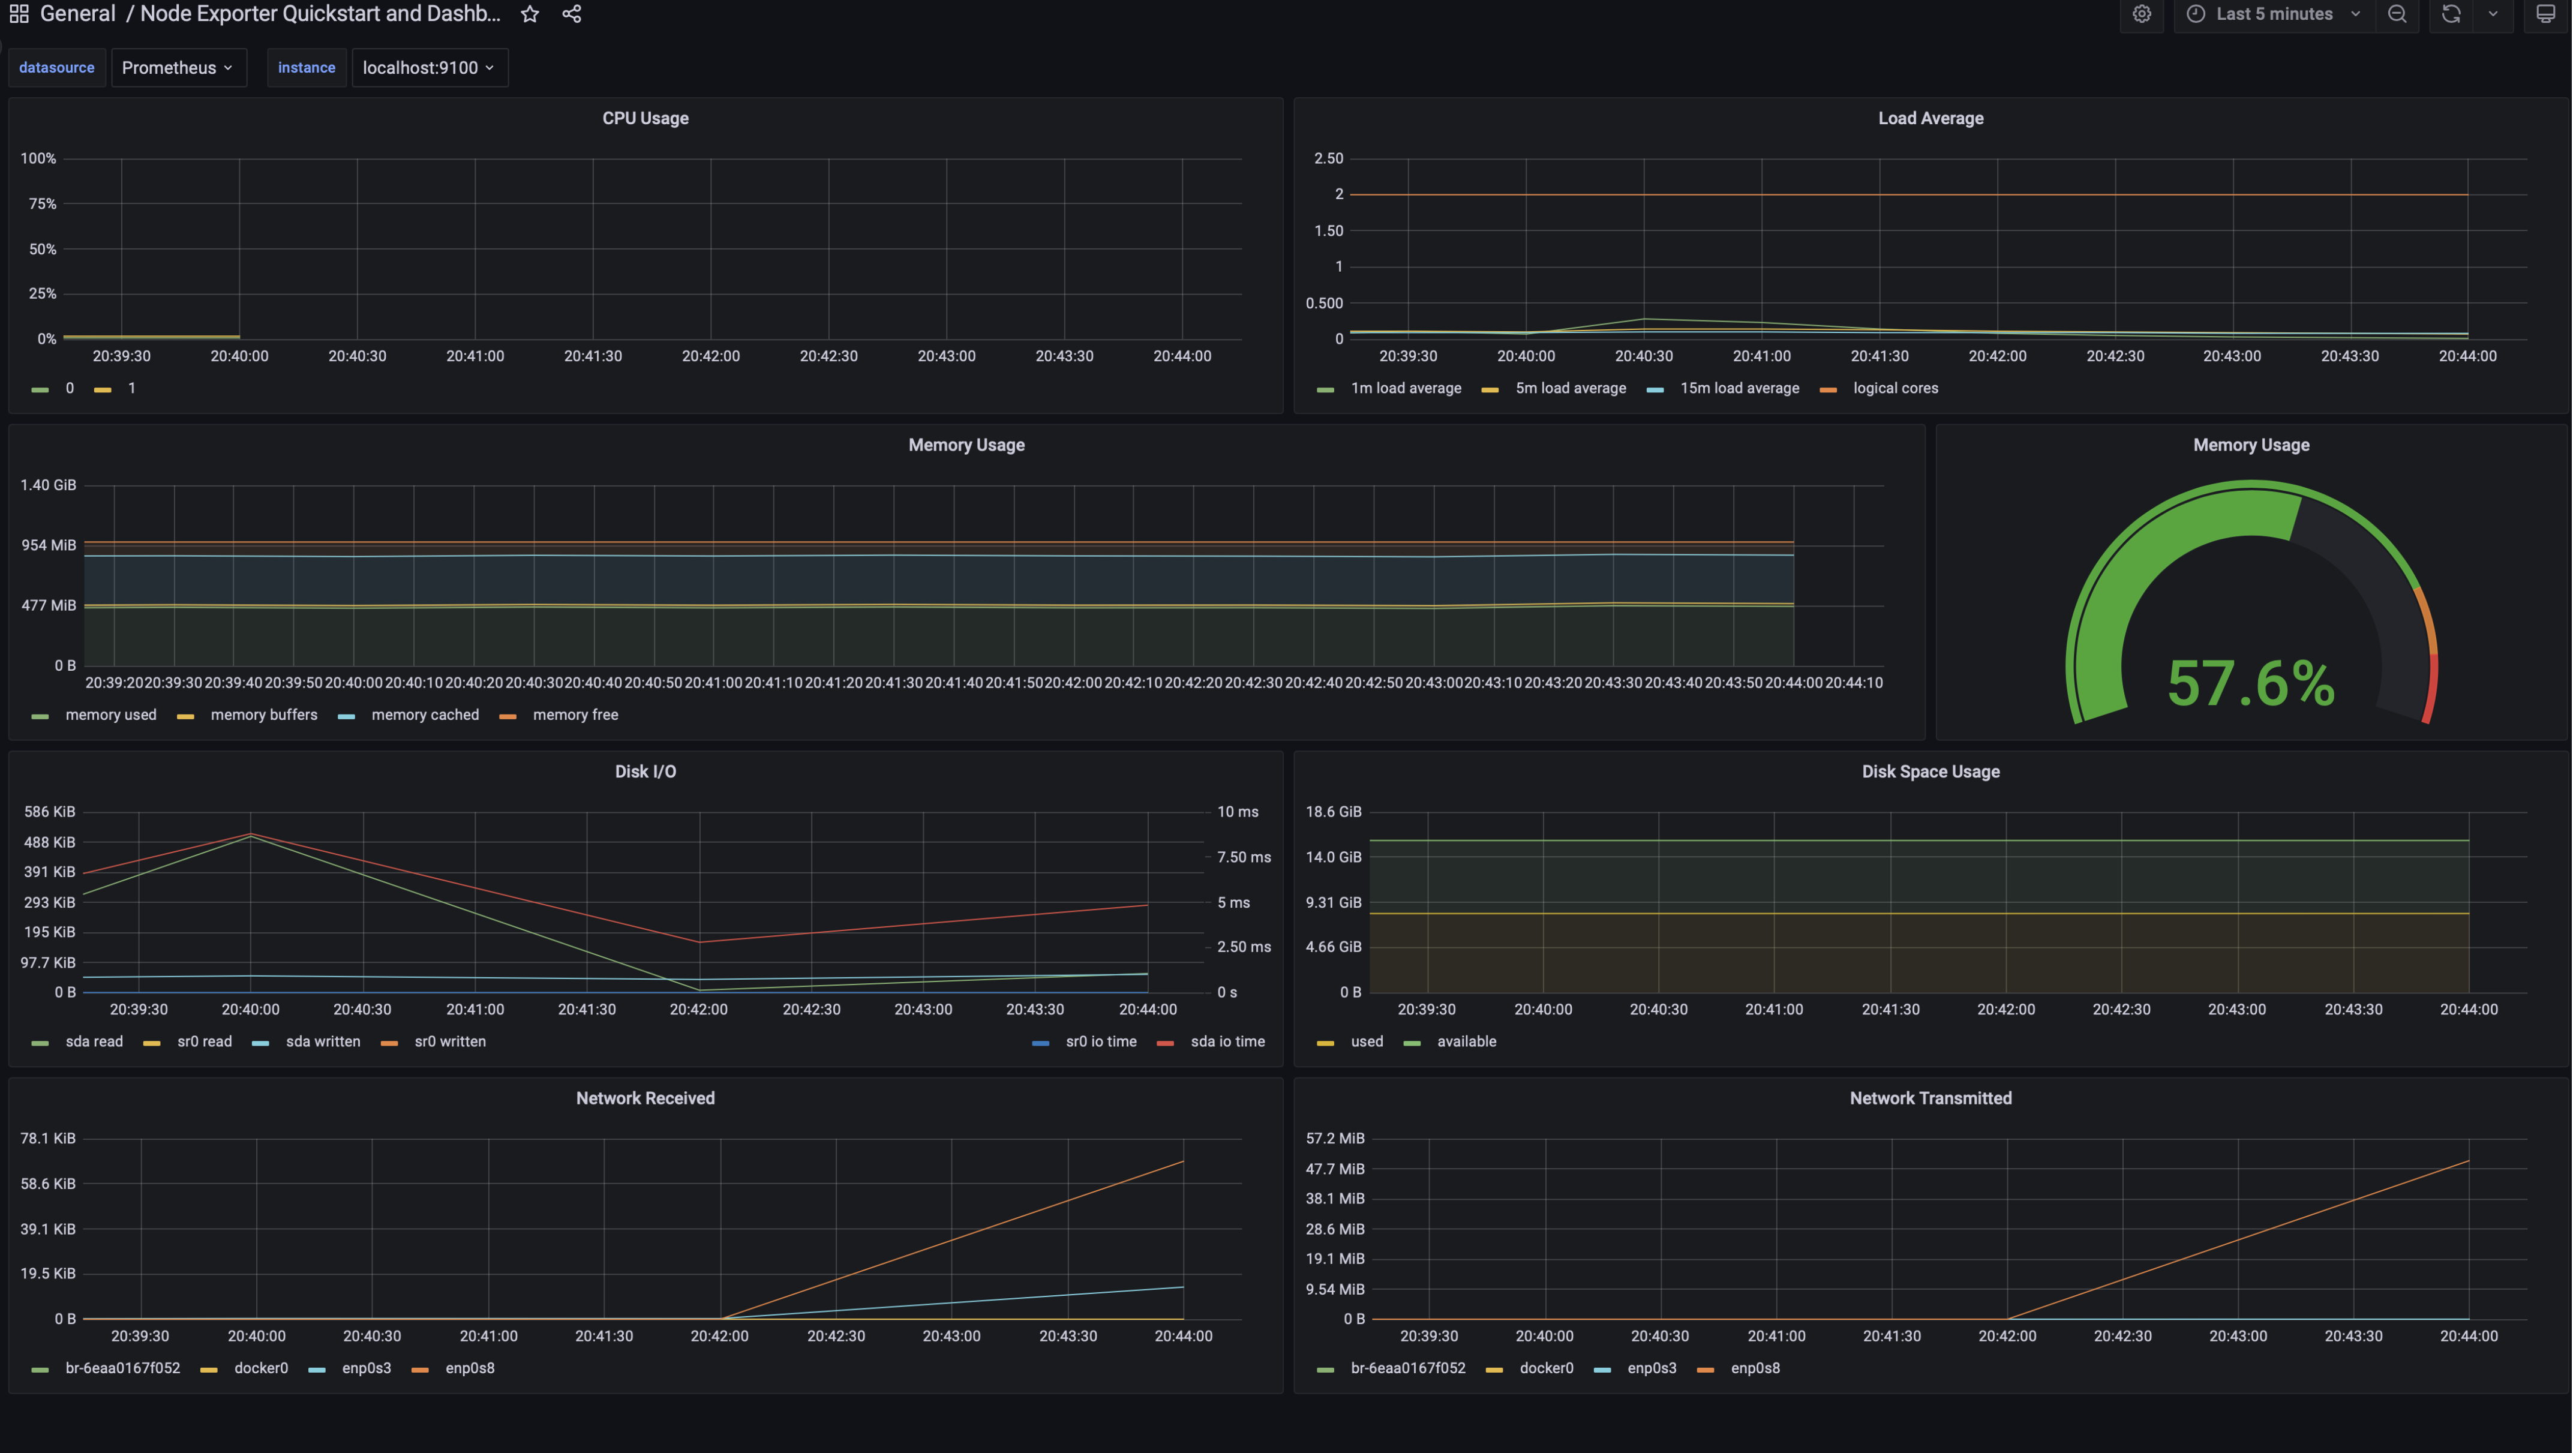 General / Node Exporter Quickstart and Dashb...
Last 5 minutes
datasource Prometheus instance localhost:9100
CPU Usage
100%
75%
50%
25%
0%
20:39:30 20:40:00 20:40:30 20:41:00 20:41:30 20:42:00 20:42:30 20:43:00 20:43:30 20:44:00
0 1
Load Average
2.50
2
1.50
1
0.500
0
20:39:30 20:40:00 20:40:30 20:41:00 20:41:30 20:42:00 20:42:30 20:43:00 20:43:30 20:44:00
1m load average 5m load average 15m load average logical cores
Memory Usage
1.40 GiB
954 MiB
477 MiB
0 B
20:39:20 20:39:30 20:39:40 20:39:50 20:40:00 20:40:10 20:40:20 20:40:30 20:40:40 20:40:50 20:41:00 20:41:10 20:41:20 20:41:30 20:41:40 20:41:50 20:42:00 20:42:10 20:42:20 20:42:30 20:42:40 20:42:50 20:43:00 20:43:10 20:43:20 20:43:30 20:43:40 20:43:50 20:44:00 20:44:10
memory used memory buffers memory cached memory free
Memory Usage
57.6%
Disk I/O
586 KiB 10 ms
488 KiB
391 KiB 7.50 ms
293 KiB 5 ms
195 KiB
97.7 KiB 2.50 ms
0 B 0 s
20:39:30 20:40:00 20:40:30 20:41:00 20:41:30 20:42:00 20:42:30 20:43:00 20:43:30 20:44:00
sda read sr0 read sda written sr0 written sr0 io time sda io time
Disk Space Usage
18.6 GiB
14.0 GiB
9.31 GiB
4.66 GiB
0 B
20:39:30 20:40:00 20:40:30 20:41:00 20:41:30 20:42:00 20:42:30 20:43:00 20:43:30 20:44:00
used available
Network Received
78.1 KiB
58.6 KiB
39.1 KiB
19.5 KiB
0 B
20:39:30 20:40:00 20:40:30 20:41:00 20:41:30 20:42:00 20:42:30 20:43:00 20:43:30 20:44:00
br-6eaa0167f052 docker0 enp0s3 enp0s8
Network Transmitted
57.2 MiB
47.7 MiB
38.1 MiB
28.6 MiB
19.1 MiB
9.54 MiB
0 B
20:39:30 20:40:00 20:40:30 20:41:00 20:41:30 20:42:00 20:42:30 20:43:00 20:43:30 20:44:00
br-6eaa0167f052 docker0 enp0s3 enp0s8